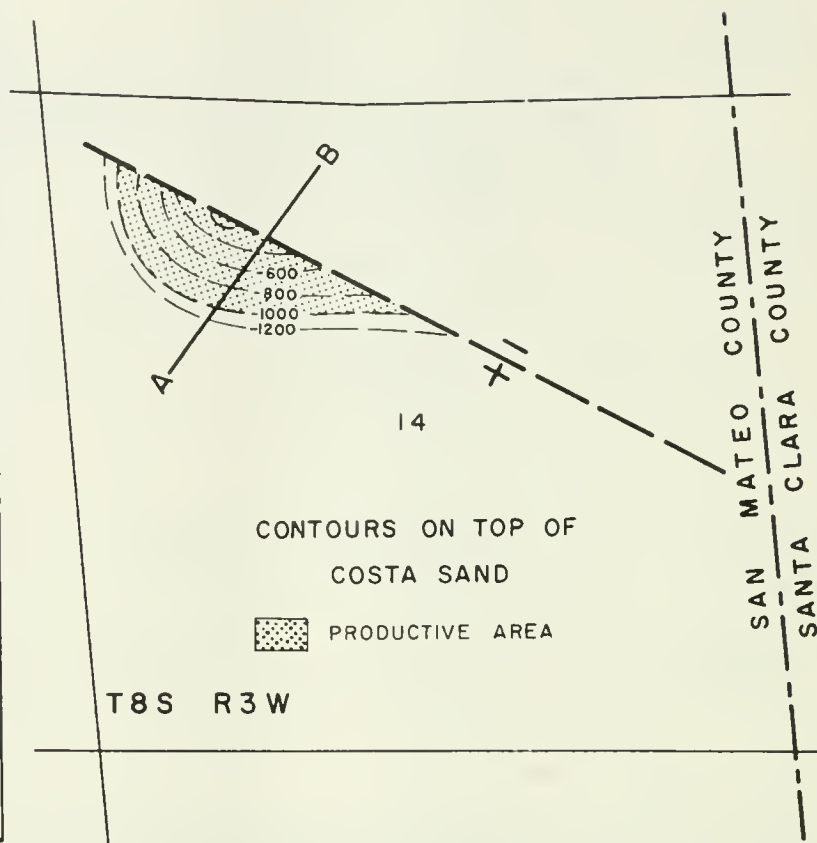 B
-600
-800
-1000
-1200
A
+
–
14
SAN MATEO COUNTY
SANTA CLARA COUNTY
CONTOURS ON TOP OF
COSTA SAND
PRODUCTIVE AREA
T8S R3W